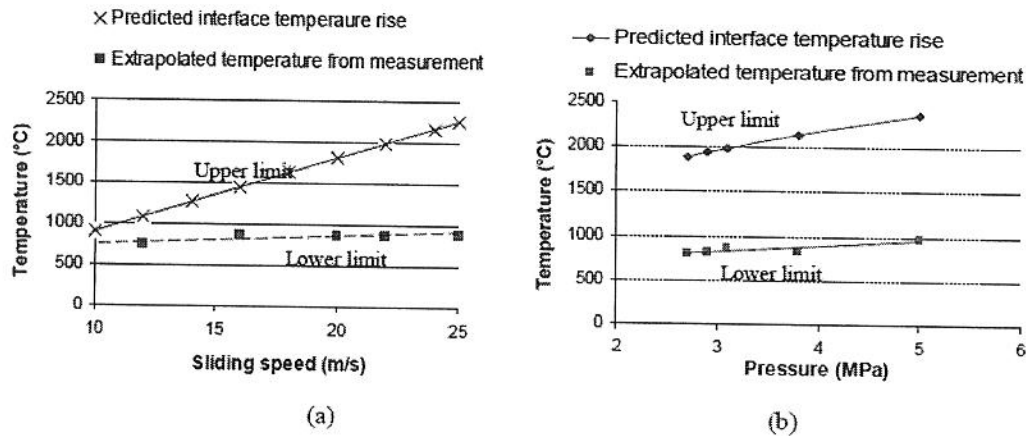 Predicted interface temperaure rise
Extrapolated temperature from measurement
2500
2000
1500
1000
500
0
Temperature (°C)
Upper limit
Lower limit
10
15
20
25
Sliding speed (m/s)
(a)
Predicted interface temperature rise
Extrapolated temperature from measurement
2500
2000
1500
1000
500
0
Temperature (°C)
Upper limit
Lower limit
2
3
4
5
6
Pressure (MPa)
(b)